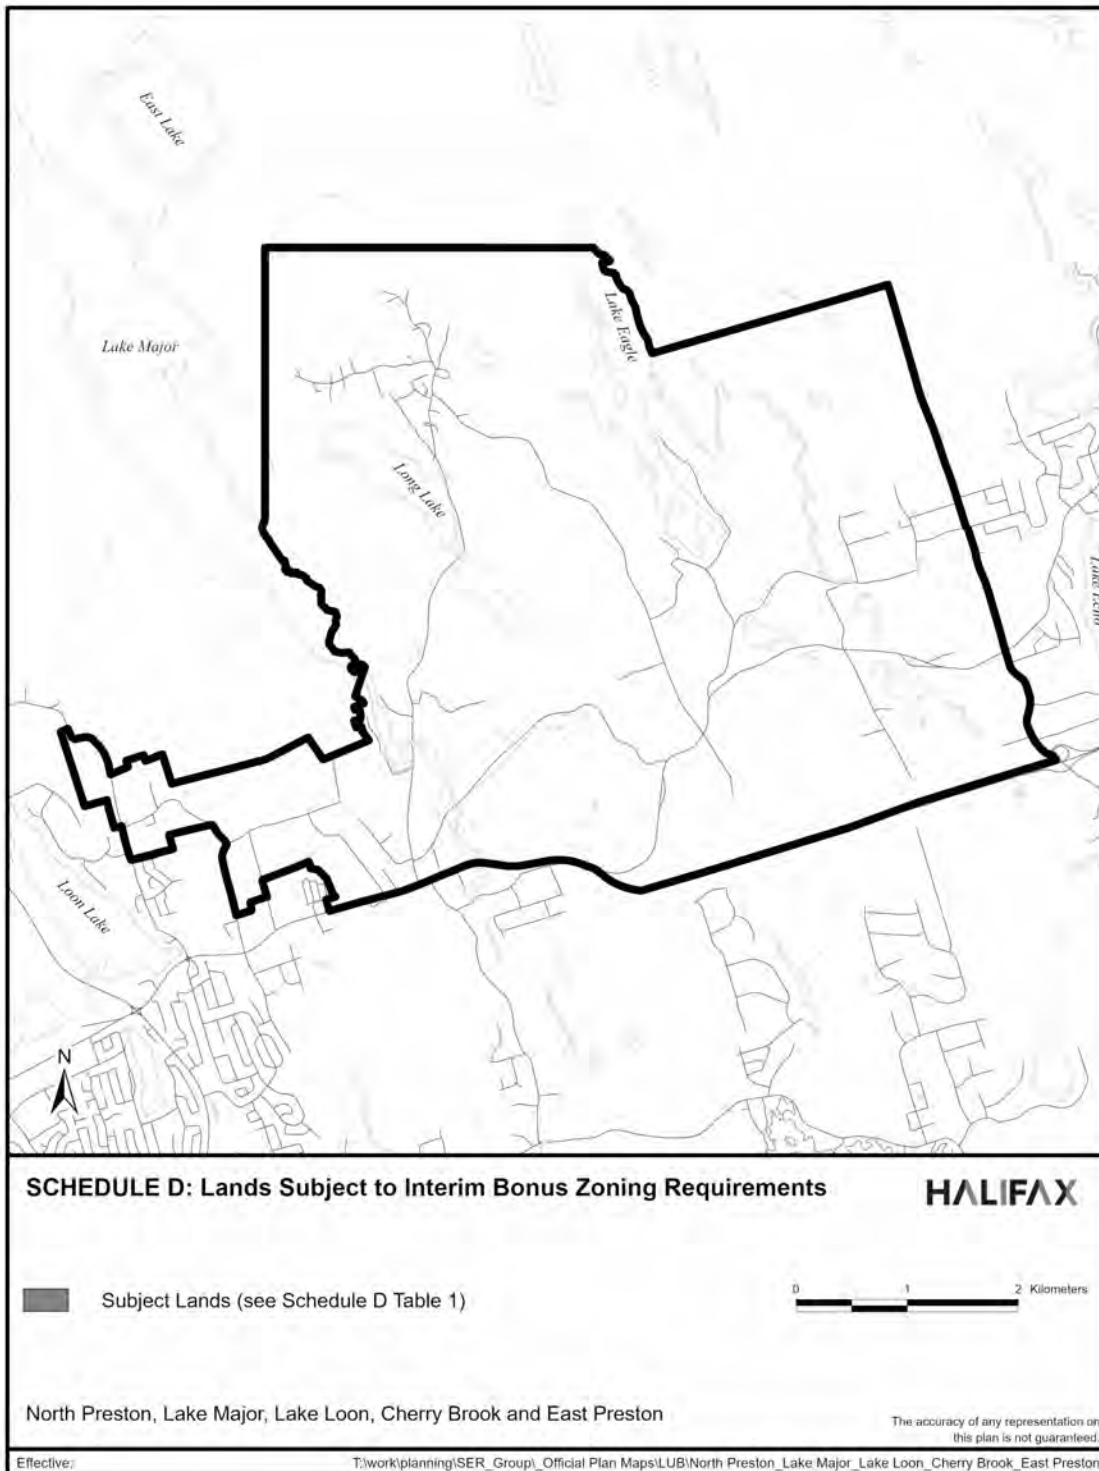 East Lake
Lake Major
Lake Eagle
Long Lake
Lake Echo
Loon Lake
N
SCHEDULE D: Lands Subject to Interim Bonus Zoning Requirements
HALIFAX
0 1 2 Kilometers
Subject Lands (see Schedule D Table 1)
North Preston, Lake Major, Lake Loon, Cherry Brook and East Preston
The accuracy of any representation on
this plan is not guaranteed.
Effective:
T:\work\planning\SER_Group\_Official Plan Maps\LUB\North Preston_Lake Major_Lake Loon_Cherry Brook_East Preston